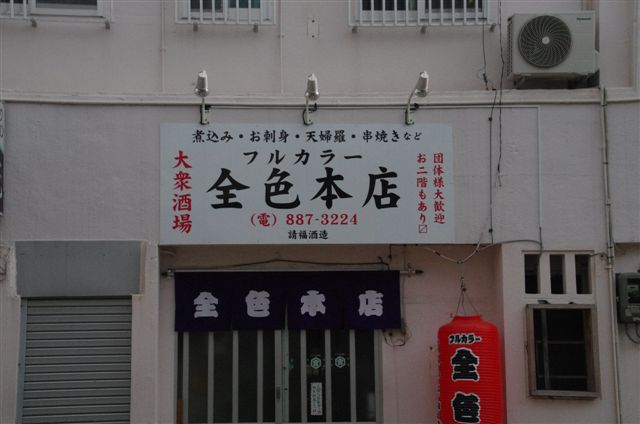 煮込み・お刺身・天婦羅・串焼きなど
大衆酒場
フルカラー
全色本店
(電) 887-3224
請福酒造
団体様大歓迎
お二階もあり〼
全色本店
フルカラー
全色